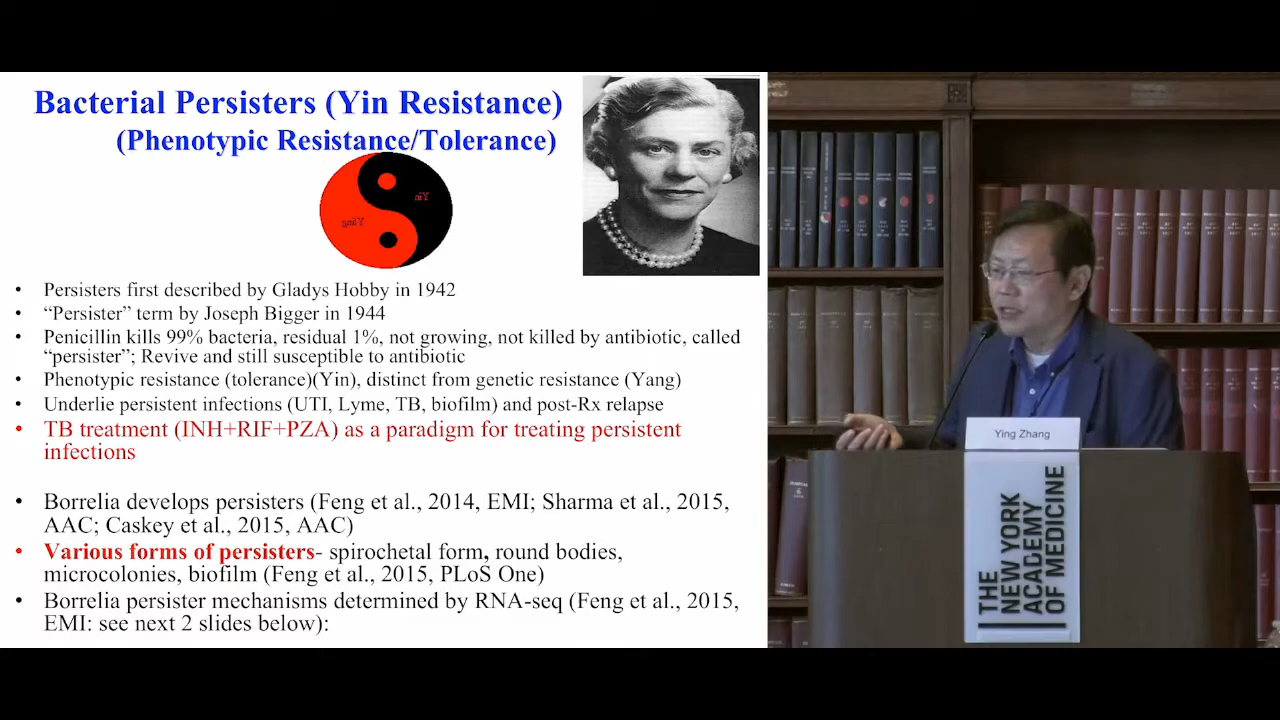 Bacterial Persisters (Yin Resistance)
(Phenotypic Resistance/Tolerance)
• Persisters first described by Gladys Hobby in 1942
• “Persister” term by Joseph Bigger in 1944
• Penicillin kills 99% bacteria, residual 1%, not growing, not killed by antibiotic, called
“persister”; Revive and still susceptible to antibiotic
• Phenotypic resistance (tolerance)(Yin), distinct from genetic resistance (Yang)
• Underlie persistent infections (UTI, Lyme, TB, biofilm) and post-Rx relapse
• TB treatment (INH+RIF+PZA) as a paradigm for treating persistent
infections
• Borrelia develops persisters (Feng et al., 2014, EMI; Sharma et al., 2015,
AAC; Caskey et al., 2015, AAC)
• Various forms of persisters- spirochetal form, round bodies,
microcolonies, biofilm (Feng et al., 2015, PLoS One)
• Borrelia persister mechanisms determined by RNA-seq (Feng et al., 2015,
EMI: see next 2 slides below):
Ying Zhang
THE
NEW YORK
ACADEMY
OF MEDICINE